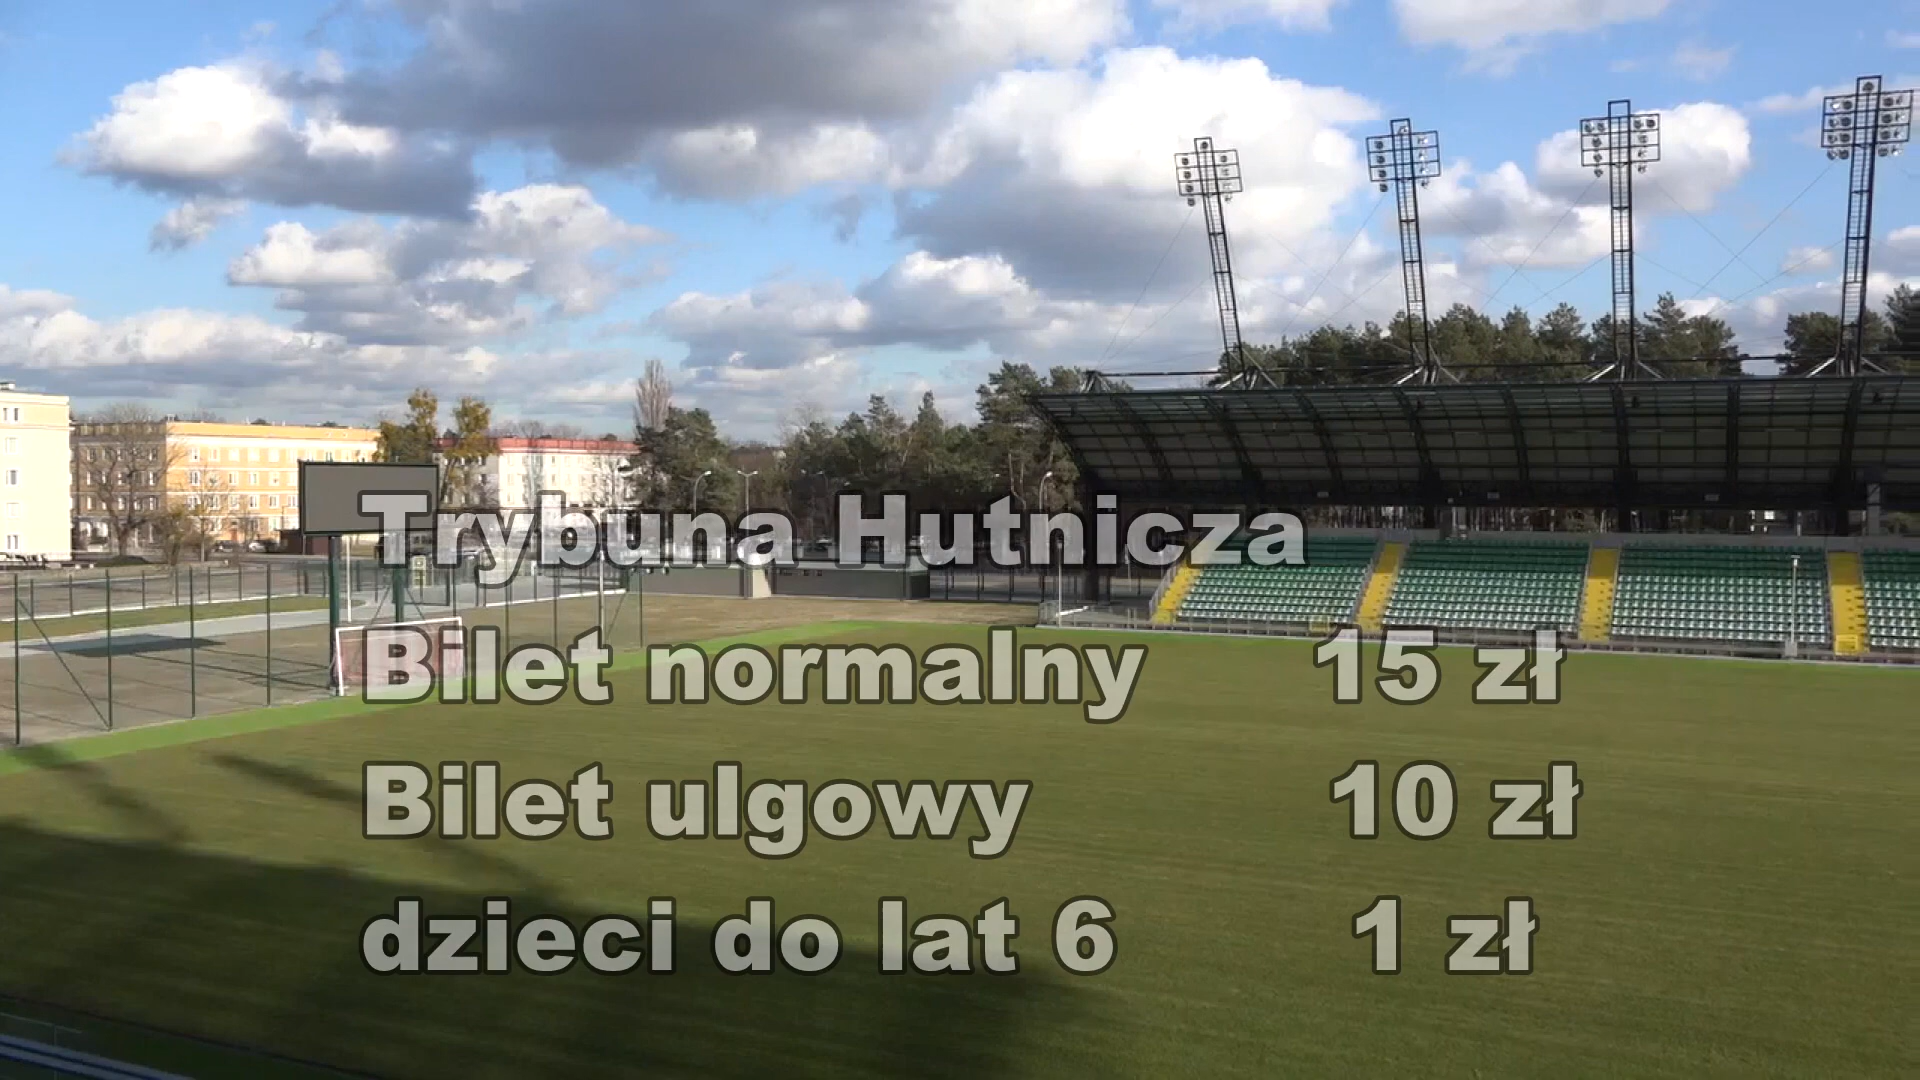 Trybuna Hutnicza
Bilet normalny 15 zł
Bilet ulgowy 10 zł
dzieci do lat 6 1 zł